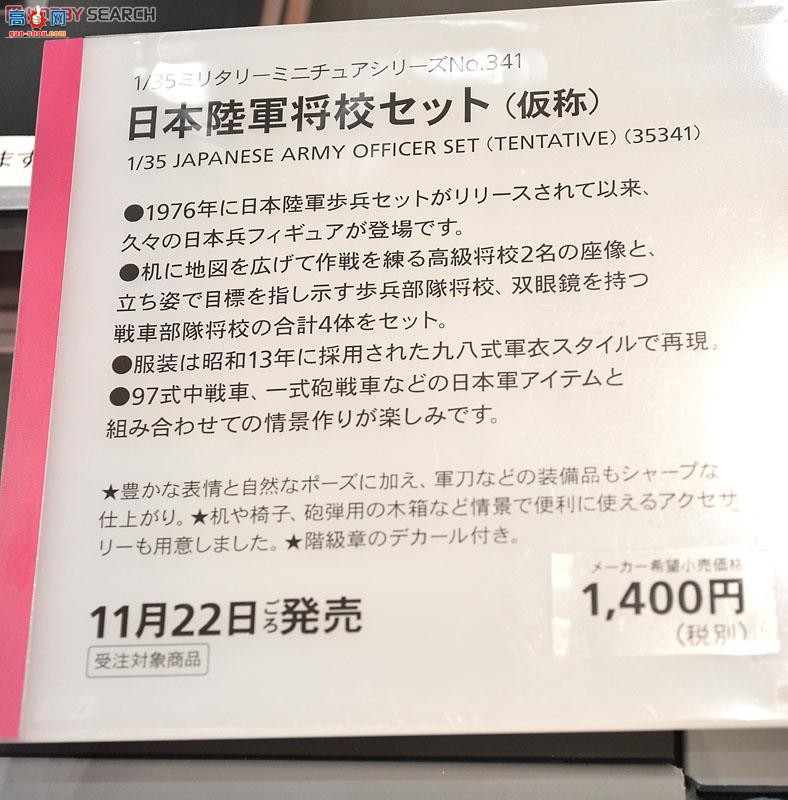 HOBBY SEARCH
高手网
gao-shou.com
ます
1/35ミリタリーミニチュアシリーズNo.341
日本陸軍将校セット(仮称)
1/35 JAPANESE ARMY OFFICER SET (TENTATIVE) (35341)
●1976年に日本陸軍歩兵セットがリリースされて以来、
久々の日本兵フィギュアが登場です。
●机に地図を広げて作戦を練る高級将校2名の座像と、
立ち姿で目標を指し示す歩兵部隊将校、双眼鏡を持つ
戦車部隊将校の合計4体をセット。
●服装は昭和13年に採用された九八式軍衣スタイルで再現。
●97式中戦車、一式砲戦車などの日本軍アイテムと
組み合わせての情景作りが楽しみです。
★豊かな表情と自然なポーズに加え、軍刀などの装備品もシャープな
仕上がり。★机や椅子、砲弾用の木箱など情景で便利に使えるアクセサ
リーも用意しました。★階級章のデカール付き。
メーカー希望小売価格
1,400円
(税別)
11月22日ごろ発売
受注対象商品